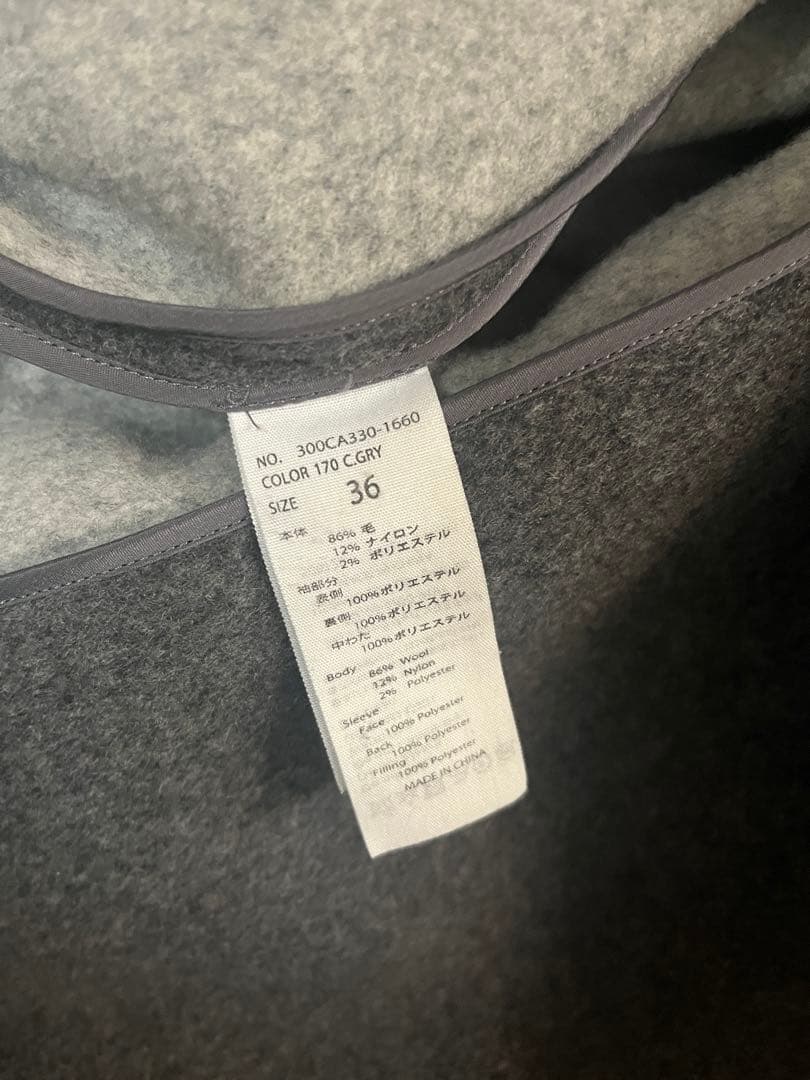 NO. 300CA330-1660
COLOR 170 C.GRY
SIZE 36
本体 86% 毛
12% ナイロン
2% ポリエステル
袖部分
表側 100%ポリエステル
裏側 100%ポリエステル
中わた 100%ポリエステル
Body 86% Wool
12% Nylon
2% Polyester
Sleeve
Face 100% Polyester
Back 100% Polyester
Filling 100% Polyester
MADE IN CHINA